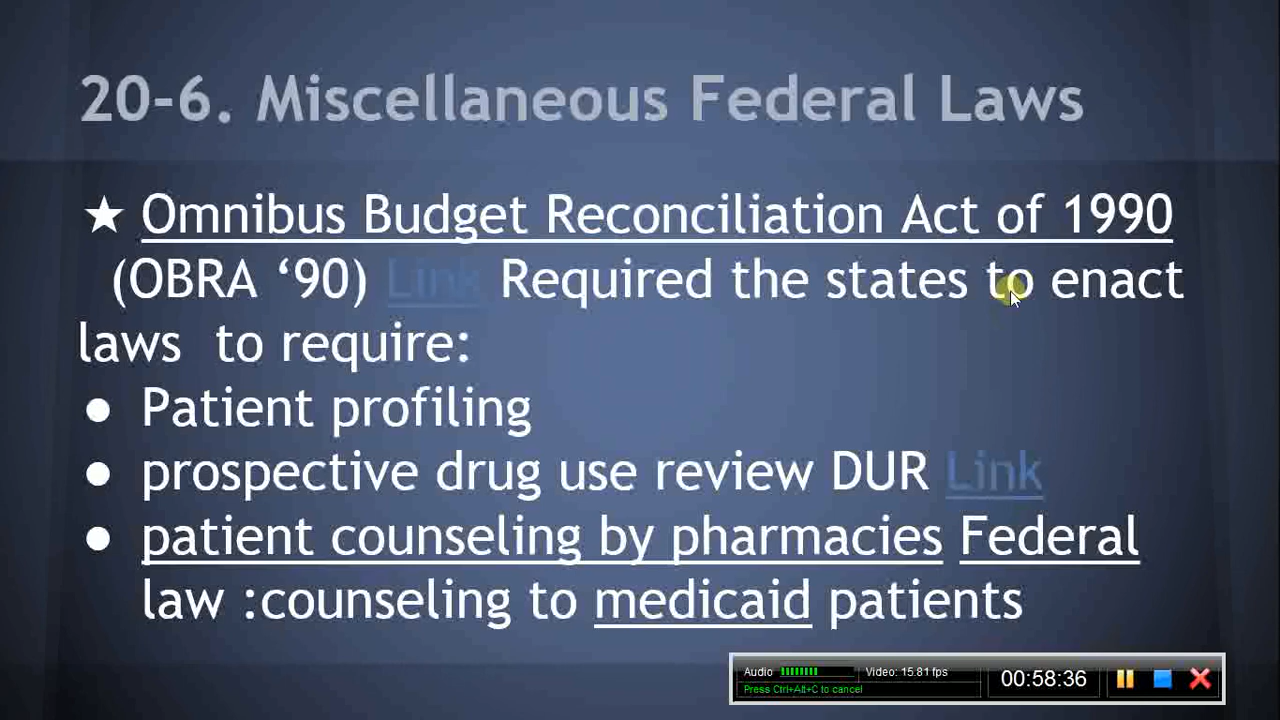 20-6. Miscellaneous Federal Laws
★ Omnibus Budget Reconciliation Act of 1990
(OBRA ‘90) Link Required the states to enact
laws to require:
● Patient profiling
● prospective drug use review DUR Link
● patient counseling by pharmacies Federal
law :counseling to medicaid patients
Audio Video: 15.81 fps 00:58:36
Press Ctrl+Alt+C to cancel